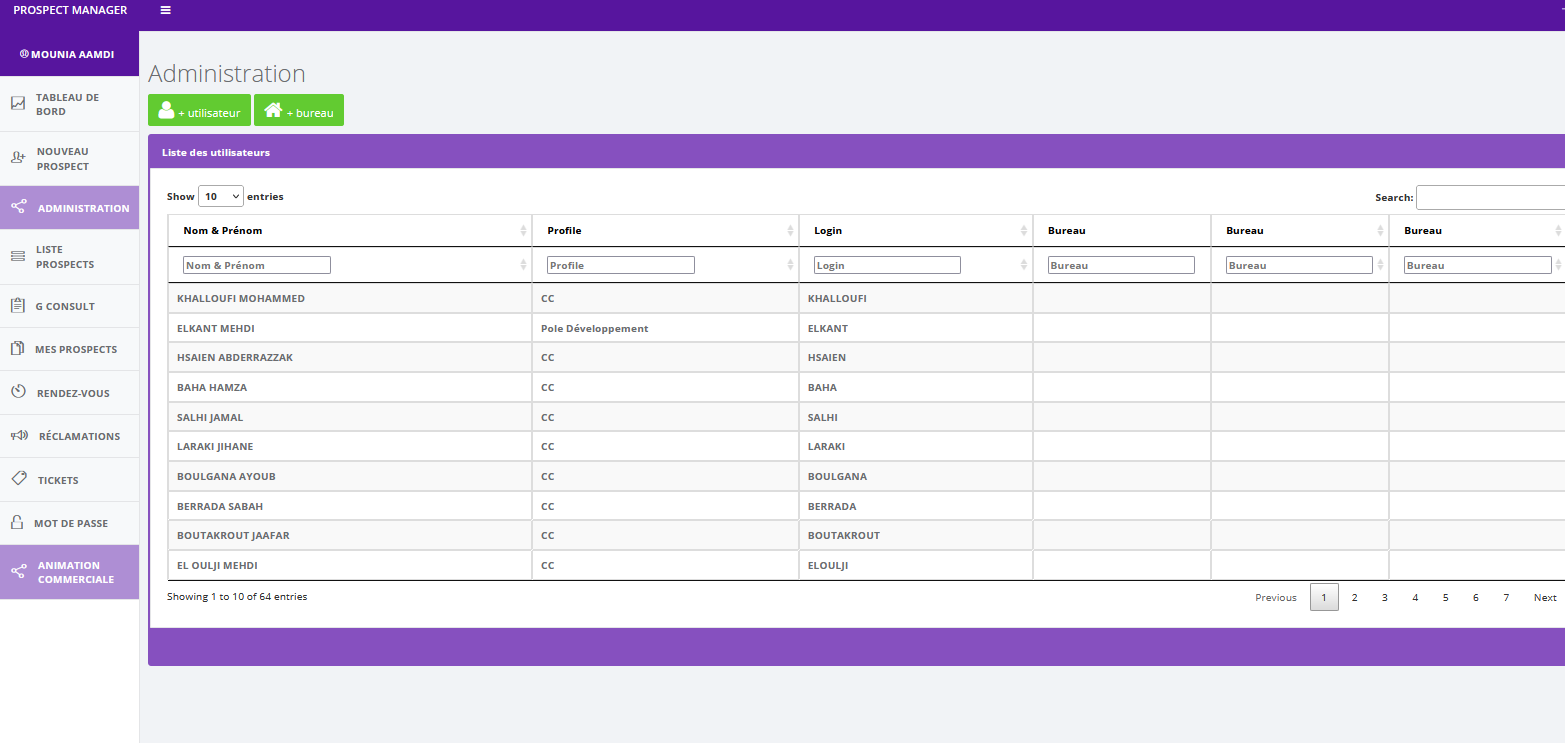 PROSPECT MANAGER
MOUNIA AAMDI
TABLEAU DE
BORD
NOUVEAU
PROSPECT
ADMINISTRATION
LISTE
PROSPECTS
G CONSULT
MES PROSPECTS
RENDEZ-VOUS
RÉCLAMATIONS
TICKETS
MOT DE PASSE
ANIMATION
COMMERCIALE
Administration
+ utilisateur + bureau
Liste des utilisateurs
Show 10 entries Search:
Nom & Prénom Profile Login Bureau Bureau Bureau
Nom & Prénom Profile Login Bureau Bureau Bureau
KHALLOUFI MOHAMMED CC KHALLOUFI
ELKANT MEHDI Pole Développement ELKANT
HSAIEN ABDERRAZZAK CC HSAIEN
BAHA HAMZA CC BAHA
SALHI JAMAL CC SALHI
LARAKI JIHANE CC LARAKI
BOULGANA AYOUB CC BOULGANA
BERRADA SABAH CC BERRADA
BOUTAKROUT JAAFAR CC BOUTAKROUT
EL OULJI MEHDI CC ELOULJI
Showing 1 to 10 of 64 entries Previous 1 2 3 4 5 6 7 Next